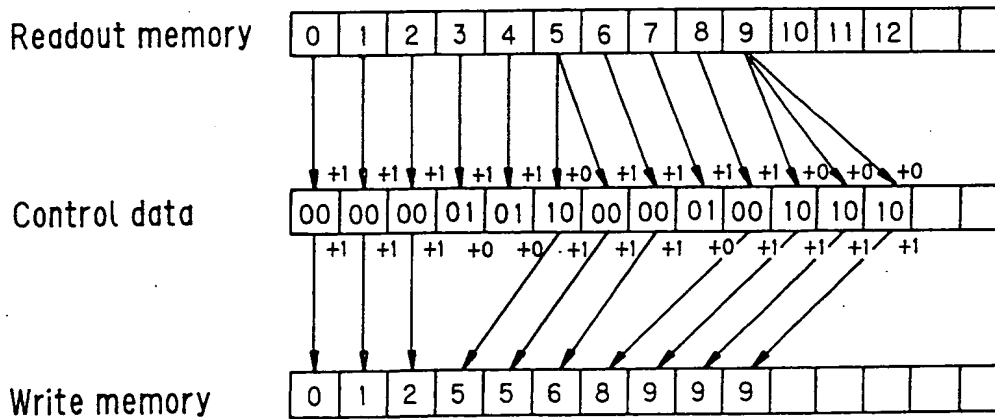 Readout memory 0 1 2 3 4 5 6 7 8 9 10 11 12
+1 +1 +1 +1 +1 +0 +1 +1 +1 +1 +0 +0 +0
Control data 00 00 00 01 01 10 00 00 01 00 10 10 10
+1 +1 +1 +0 +0 +1 +1 +1 +0 +1 +1 +1 +1
Write memory 0 1 2 5 5 6 8 9 9 9